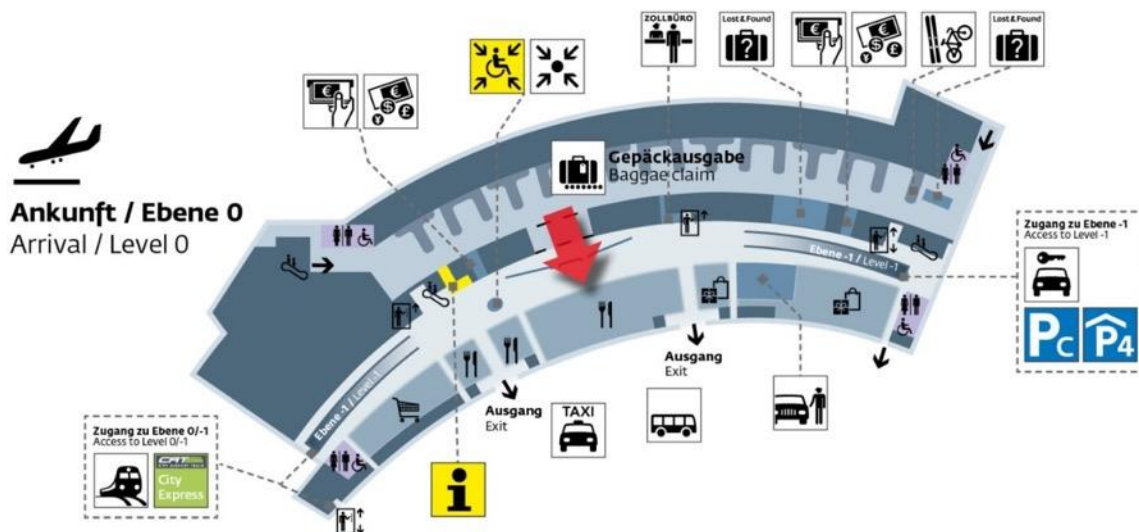 ZOLLBÜRO
Lost & Found
Lost & Found
Gepäckausgabe
Baggae claim
Ankunft / Ebene 0
Arrival / Level 0
Zugang zu Ebene -1
Access to Level -1
Ebene -1 / Level -1
PC
P4
Ausgang
Exit
Ausgang
Exit
TAXI
Ebene -1 / Level -1
Zugang zu Ebene 0/-1
Access to Level 0/-1
CAT
City
Express
i